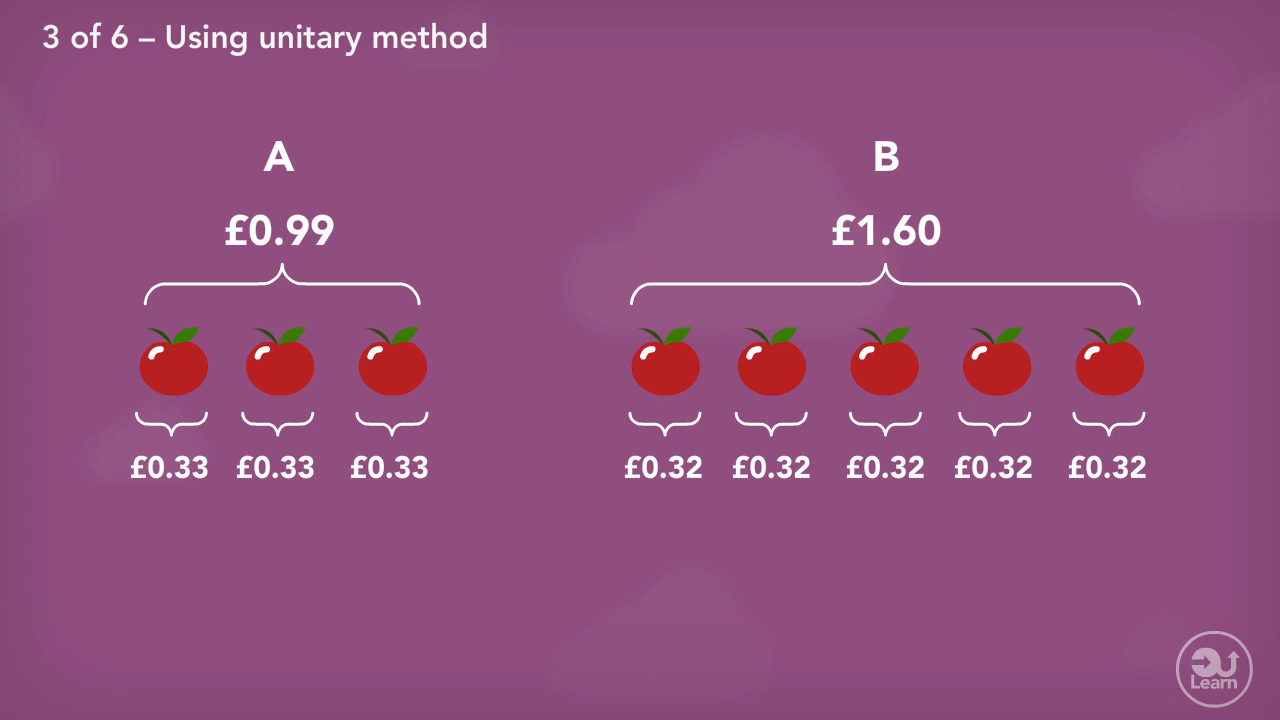 3 of 6 – Using unitary method
A
£0.99
£0.33 £0.33 £0.33
B
£1.60
£0.32 £0.32 £0.32 £0.32 £0.32
Learn